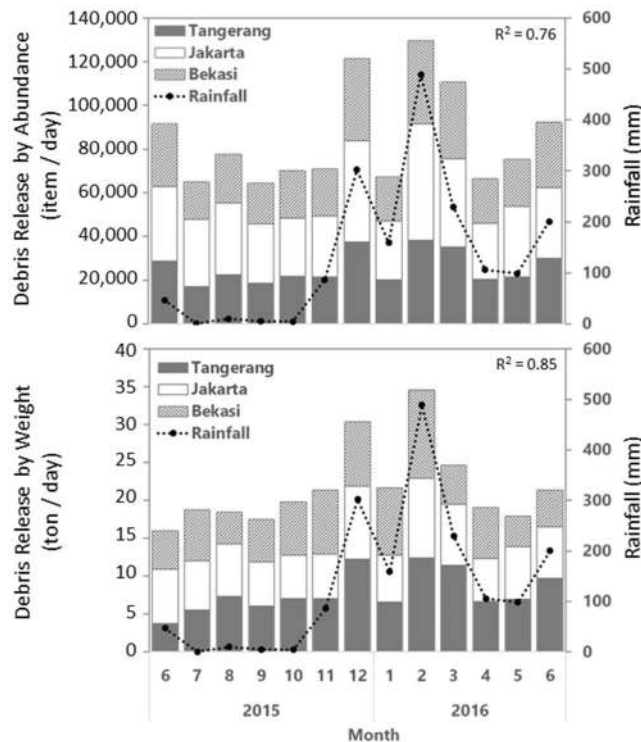 Debris Release by Abundance
(item / day)
140,000
120,000
100,000
80,000
60,000
40,000
20,000
0
Tangerang
Jakarta
Bekasi
Rainfall
R² = 0.76
600
500
400
300
200
100
0
Rainfall (mm)
Debris Release by Weight
(ton / day)
40
35
30
25
20
15
10
5
0
Tangerang
Jakarta
Bekasi
Rainfall
R² = 0.85
600
500
400
300
200
100
0
Rainfall (mm)
6 7 8 9 10 11 12 1 2 3 4 5 6
2015 2016
Month